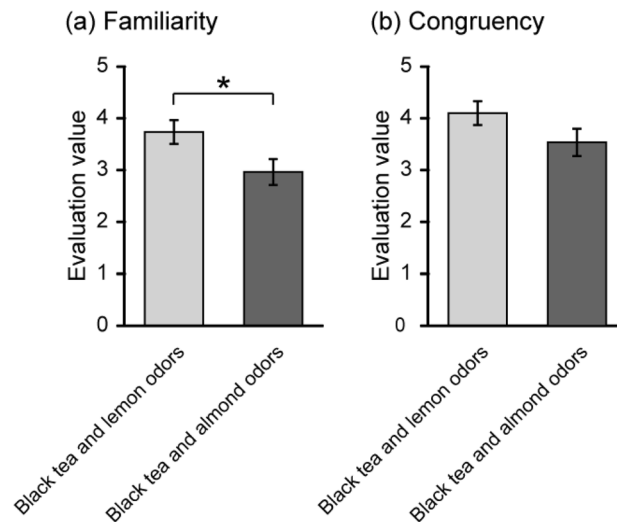 (a) Familiarity
Evaluation value
5
4
3
2
1
0
*
Black tea and lemon odors
Black tea and almond odors
(b) Congruency
Evaluation value
5
4
3
2
1
0
Black tea and lemon odors
Black tea and almond odors